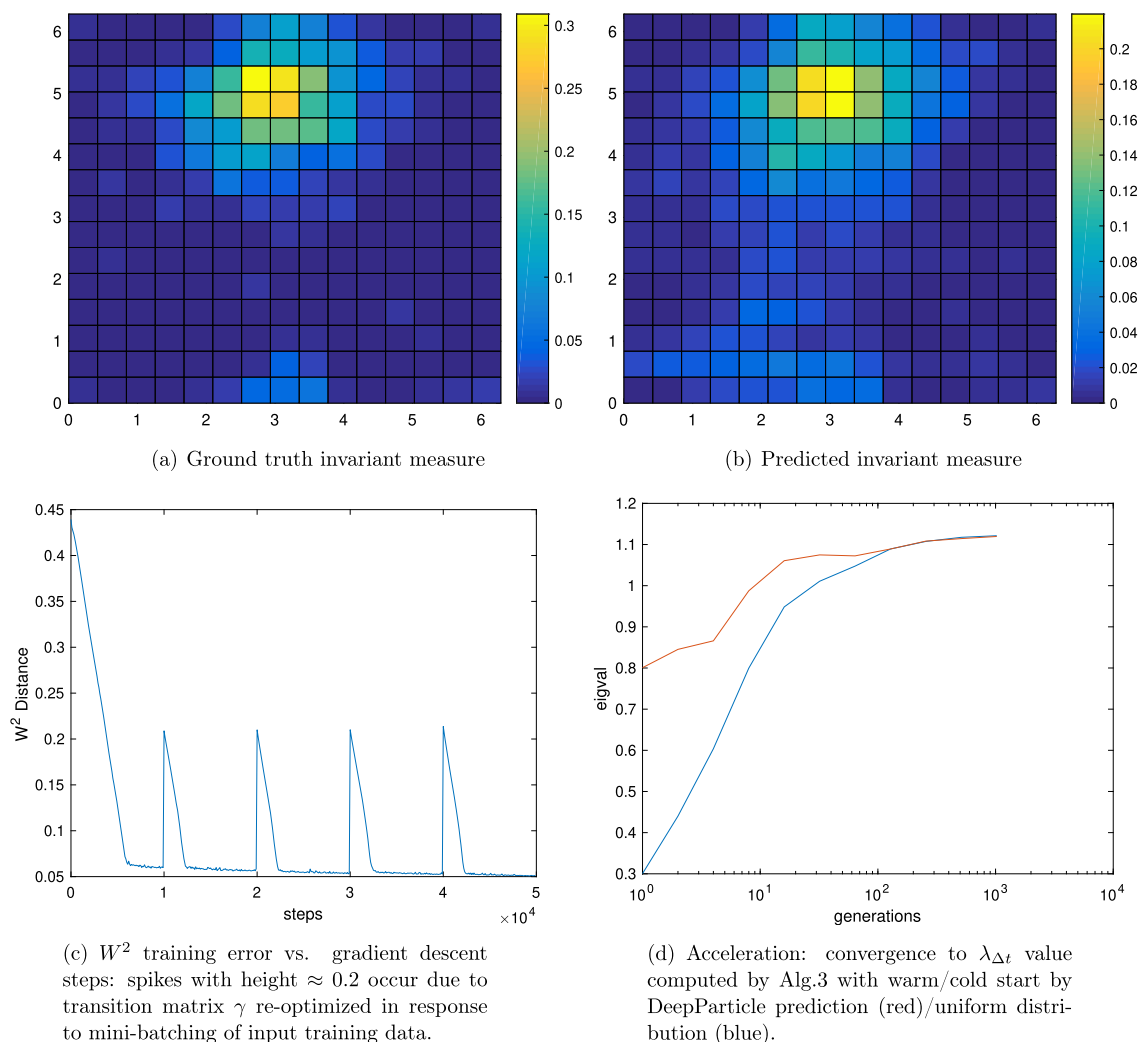 6
5
4
3
2
1
0
0 1 2 3 4 5 6
0.3
0.25
0.2
0.15
0.1
0.05
0
6
5
4
3
2
1
0
0 1 2 3 4 5 6
0.2
0.18
0.16
0.14
0.12
0.1
0.08
0.06
0.04
0.02
0
(a) Ground truth invariant measure
(b) Predicted invariant measure
0.45
0.4
0.35
0.3
0.25
0.2
0.15
0.1
0.05
W² Distance
0 1 2 3 4 5
steps
×10⁴
1.2
1.1
1
0.9
0.8
0.7
0.6
0.5
0.4
0.3
eigval
10⁰ 10¹ 10² 10³ 10⁴
generations
(c) W² training error vs. gradient descent
steps: spikes with height ≈ 0.2 occur due to
transition matrix γ re-optimized in response
to mini-batching of input training data.
(d) Acceleration: convergence to λ_Δt value
computed by Alg.3 with warm/cold start by
DeepParticle prediction (red)/uniform distri-
bution (blue).